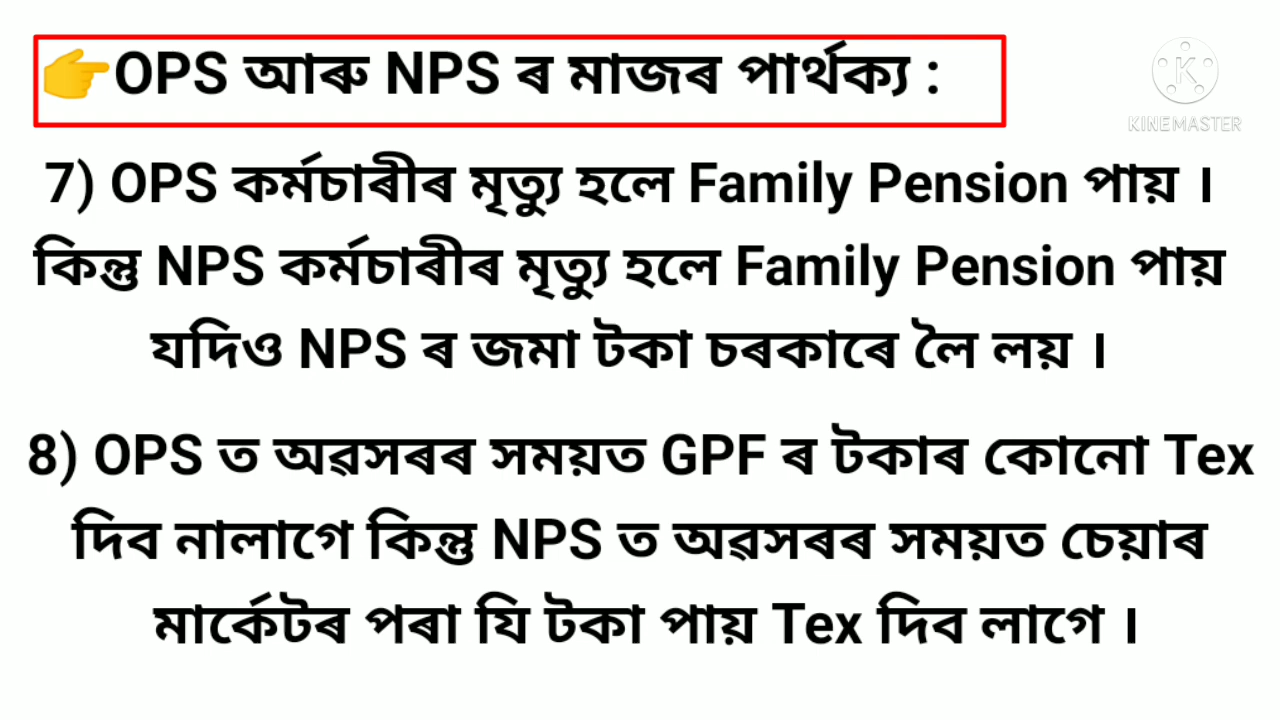 👉OPS আৰু NPS ৰ মাজৰ পাৰ্থক্য :
KINEMASTER
7) OPS কৰ্মচাৰীৰ মৃত্যু হলে Family Pension পায় ।
কিন্তু NPS কৰ্মচাৰীৰ মৃত্যু হলে Family Pension পায়
যদিও NPS ৰ জমা টকা চৰকাৰে লৈ লয় ।
8) OPS ত অৱসৰৰ সময়ত GPF ৰ টকাৰ কোনো Tex
দিব নালাগে কিন্তু NPS ত অৱসৰৰ সময়ত চেয়াৰ
মাৰ্কেটৰ পৰা যি টকা পায় Tex দিব লাগে ।